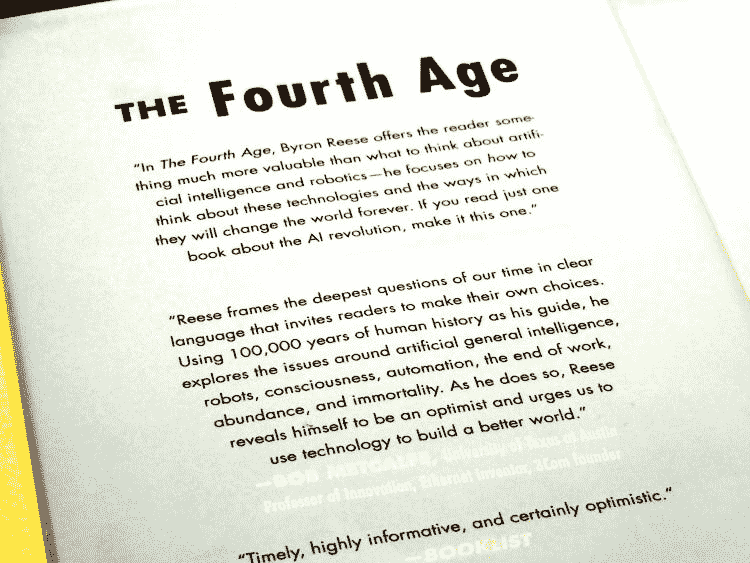 THE Fourth Age
"In The Fourth Age, Byron Reese offers the reader some-
thing much more valuable than what to think about artifi-
cial intelligence and robotics—he focuses on how to
think about these technologies and the ways in which
they will change the world forever. If you read just one
book about the AI revolution, make it this one."
"Reese frames the deepest questions of our time in clear
language that invites readers to make their own choices.
Using 100,000 years of human history as his guide, he
explores the issues around artificial general intelligence,
robots, consciousness, automation, the end of work,
abundance, and immortality. As he does so, Reese
reveals himself to be an optimist and urges us to
use technology to build a better world."
—BOB METCALFE, University of Texas at Austin
Professor of Innovation, Ethernet inventor, 3Com founder
"Timely, highly informative, and certainly optimistic."
—BOOKLIST